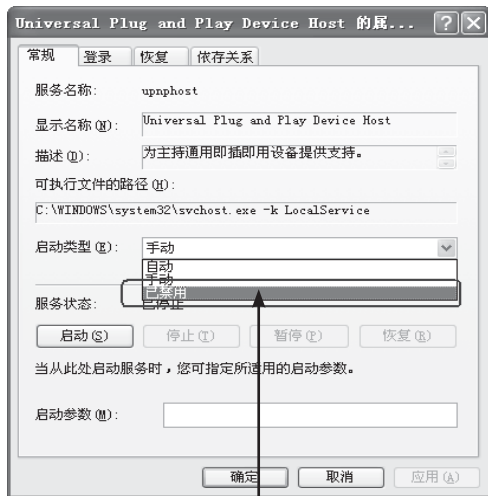 Universal Plug and Play Device Host 的属...
常规 登录 恢复 依存关系
服务名称: upnphost
显示名称(N): Universal Plug and Play Device Host
描述(D): 为主持通用即插即用设备提供支持。
可执行文件的路径(H):
C:\WINDOWS\system32\svchost.exe -k LocalService
启动类型(E): 手动
自动
手动
已禁用
服务状态: 已停止
启动(S) 停止(T) 暂停(P) 恢复(R)
当从此处启动服务时，您可指定所适用的启动参数。
启动参数(M):
确定 取消 应用(A)